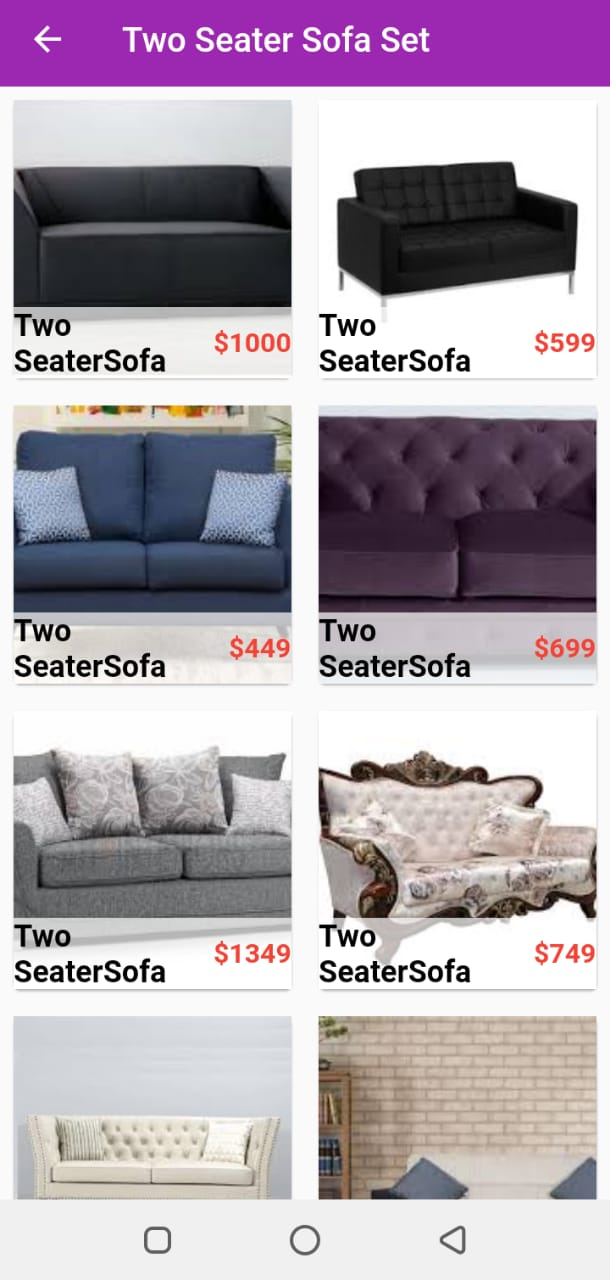 Two Seater Sofa Set
Two
SeaterSofa
$1000
Two
SeaterSofa
$599
Two
SeaterSofa
$449
Two
SeaterSofa
$699
Two
SeaterSofa
$1349
Two
SeaterSofa
$749